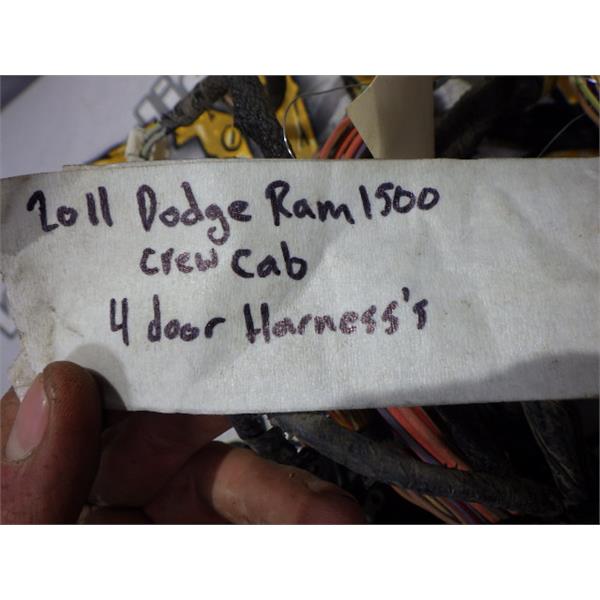 2011 Dodge Ram 1500
crew cab
4 door Harness's